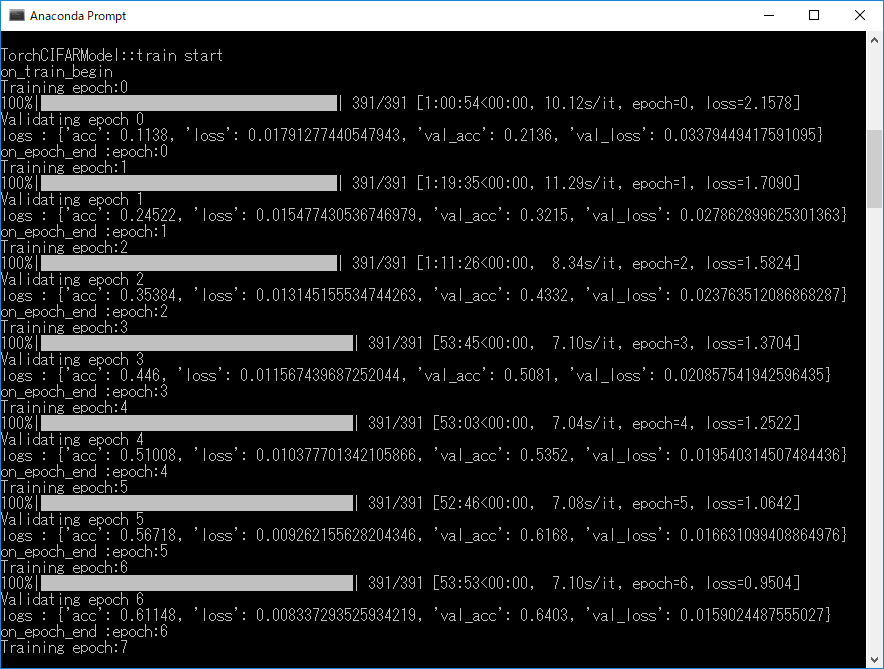 Anaconda Prompt
TorchCIFARModel::train start
on_train_begin
Training epoch:0
100%| | 391/391 [1:00:54<00:00, 10.12s/it, epoch=0, loss=2.1578]
Validating epoch 0
logs : {'acc': 0.1138, 'loss': 0.01791277440547943, 'val_acc': 0.2136, 'val_loss': 0.03379449417591095}
on_epoch_end :epoch:0
Training epoch:1
100%| | 391/391 [1:19:35<00:00, 11.29s/it, epoch=1, loss=1.7090]
Validating epoch 1
logs : {'acc': 0.24522, 'loss': 0.015477430536746979, 'val_acc': 0.3215, 'val_loss': 0.027862899625301363}
on_epoch_end :epoch:1
Training epoch:2
100%| | 391/391 [1:11:26<00:00,  8.34s/it, epoch=2, loss=1.5824]
Validating epoch 2
logs : {'acc': 0.35384, 'loss': 0.013145155534744263, 'val_acc': 0.4332, 'val_loss': 0.023763512086868287}
on_epoch_end :epoch:2
Training epoch:3
100%| | 391/391 [53:45<00:00,  7.10s/it, epoch=3, loss=1.3704]
Validating epoch 3
logs : {'acc': 0.446, 'loss': 0.011567439687252044, 'val_acc': 0.5081, 'val_loss': 0.020857541942596435}
on_epoch_end :epoch:3
Training epoch:4
100%| | 391/391 [53:03<00:00,  7.04s/it, epoch=4, loss=1.2522]
Validating epoch 4
logs : {'acc': 0.51008, 'loss': 0.010377701342105866, 'val_acc': 0.5352, 'val_loss': 0.019540314507484436}
on_epoch_end :epoch:4
Training epoch:5
100%| | 391/391 [52:46<00:00,  7.08s/it, epoch=5, loss=1.0642]
Validating epoch 5
logs : {'acc': 0.56718, 'loss': 0.009262155628204346, 'val_acc': 0.6168, 'val_loss': 0.016631099408864976}
on_epoch_end :epoch:5
Training epoch:6
100%| | 391/391 [53:53<00:00,  7.10s/it, epoch=6, loss=0.9504]
Validating epoch 6
logs : {'acc': 0.61148, 'loss': 0.008337293525934219, 'val_acc': 0.6403, 'val_loss': 0.0159024487555027}
on_epoch_end :epoch:6
Training epoch:7